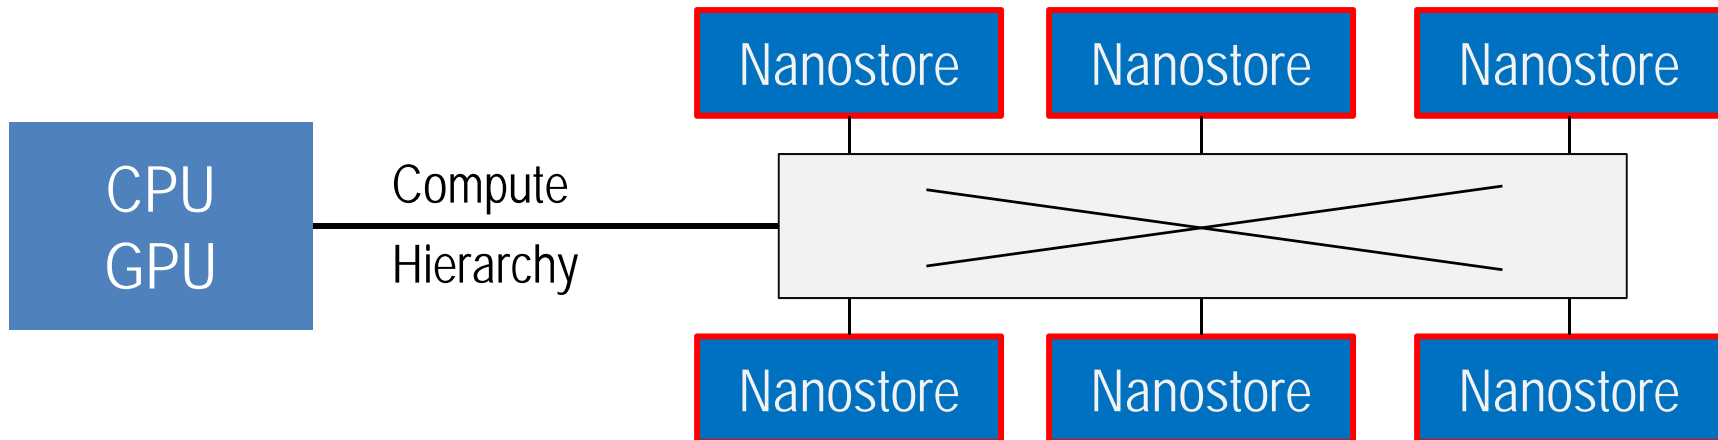 Nanostore
Nanostore
Nanostore
CPU
GPU
Compute
Hierarchy
Nanostore
Nanostore
Nanostore